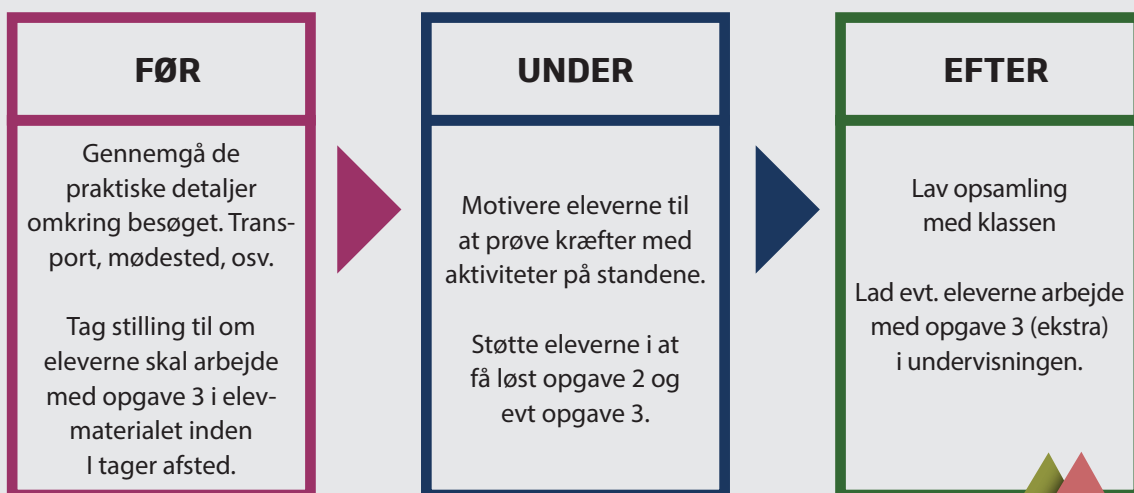 FØR
Gennemgå de
praktiske detaljer
omkring besøget. Trans-
port, mødested, osv.
Tag stilling til om
eleverne skal arbejde
med opgave 3 i elev-
materialet inden
I tager afsted.
UNDER
Motivere eleverne til
at prøve kræfter med
aktiviteter på standene.
Støtte eleverne i at
få løst opgave 2 og
evt opgave 3.
EFTER
Lav opsamling
med klassen
Lad evt. eleverne arbejde
med opgave 3 (ekstra)
i undervisningen.